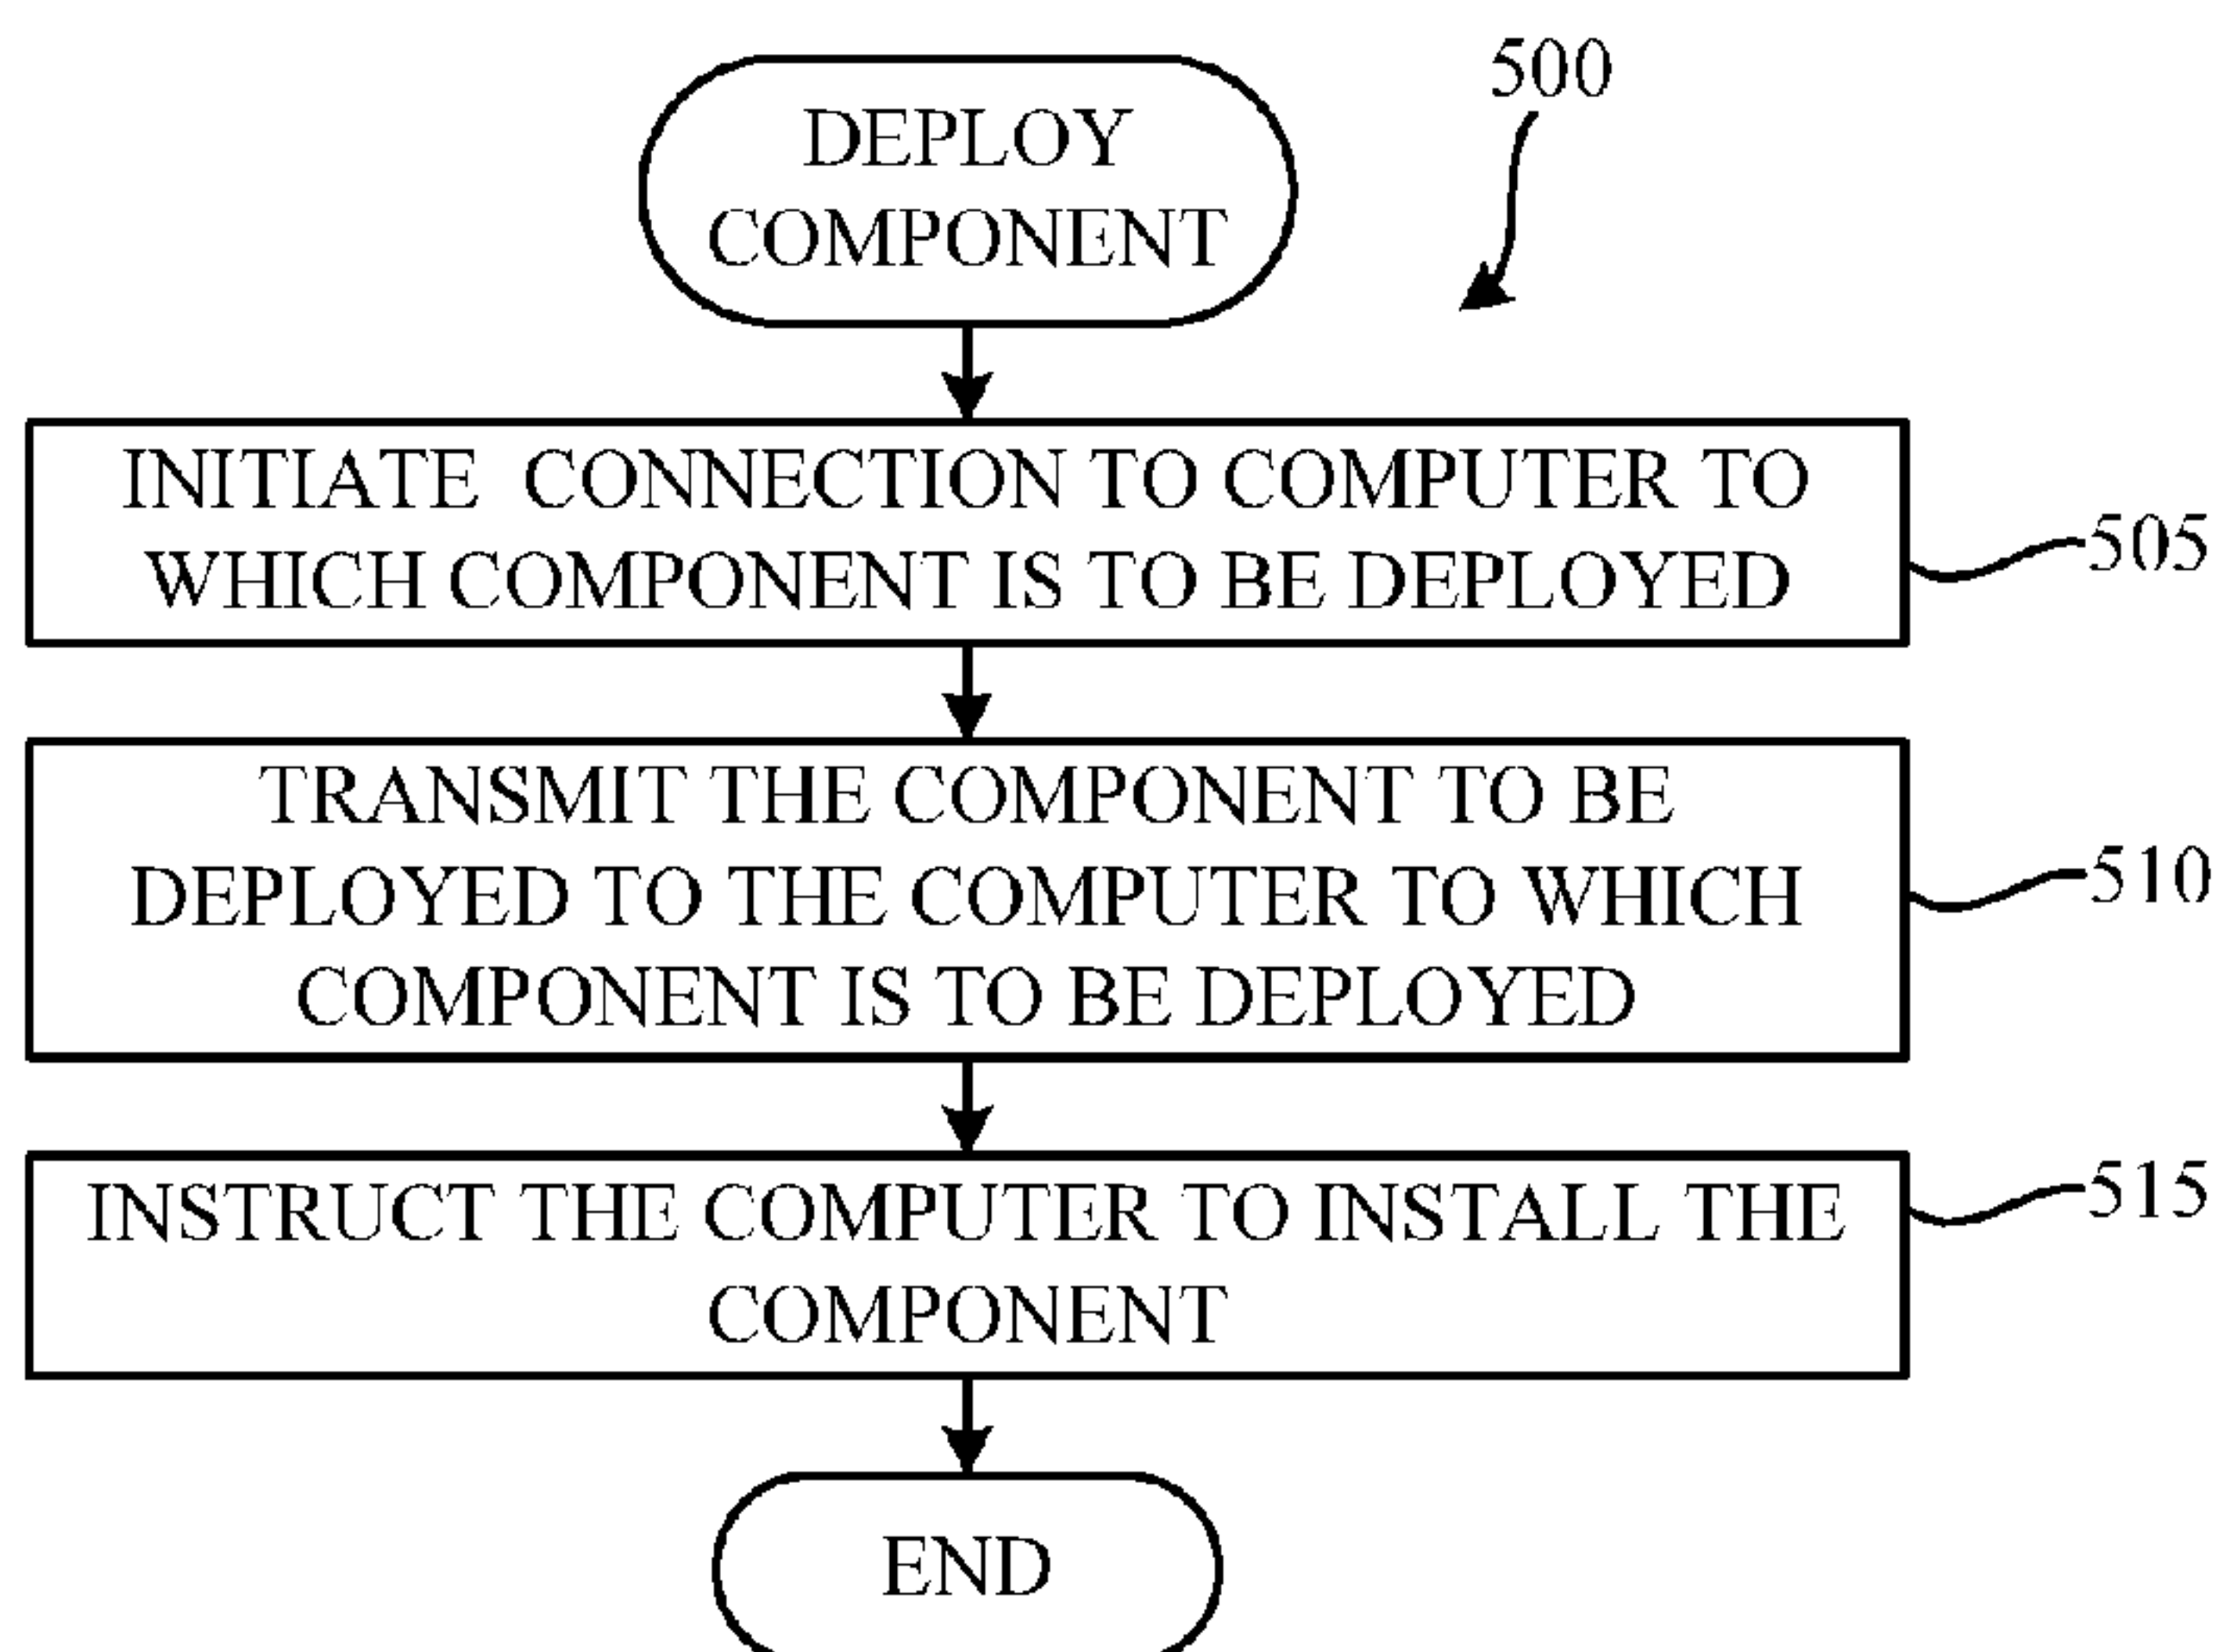 DEPLOY
COMPONENT
500
INITIATE CONNECTION TO COMPUTER TO
WHICH COMPONENT IS TO BE DEPLOYED
505
TRANSMIT THE COMPONENT TO BE
DEPLOYED TO THE COMPUTER TO WHICH
COMPONENT IS TO BE DEPLOYED
510
INSTRUCT THE COMPUTER TO INSTALL THE
COMPONENT
515
END